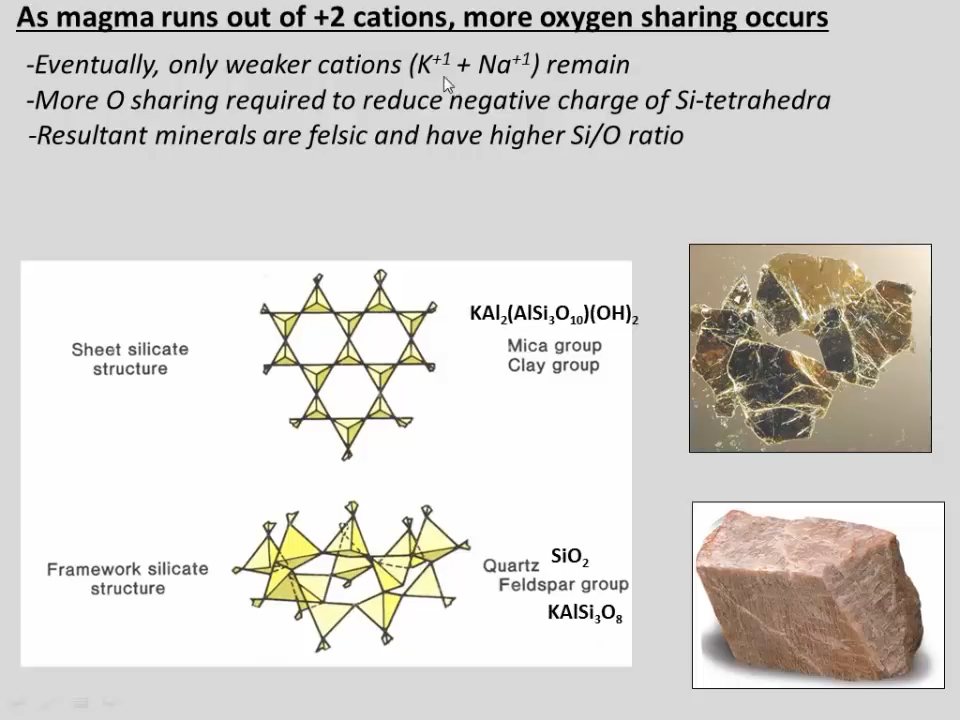 As magma runs out of +2 cations, more oxygen sharing occurs
-Eventually, only weaker cations (K⁺¹ + Na⁺¹) remain
-More O sharing required to reduce negative charge of Si-tetrahedra
-Resultant minerals are felsic and have higher Si/O ratio
Sheet silicate
structure
KAl₂(AlSi₃O₁₀)(OH)₂
Mica group
Clay group
Framework silicate
structure
Quartz SiO₂
Feldspar group
KAlSi₃O₈